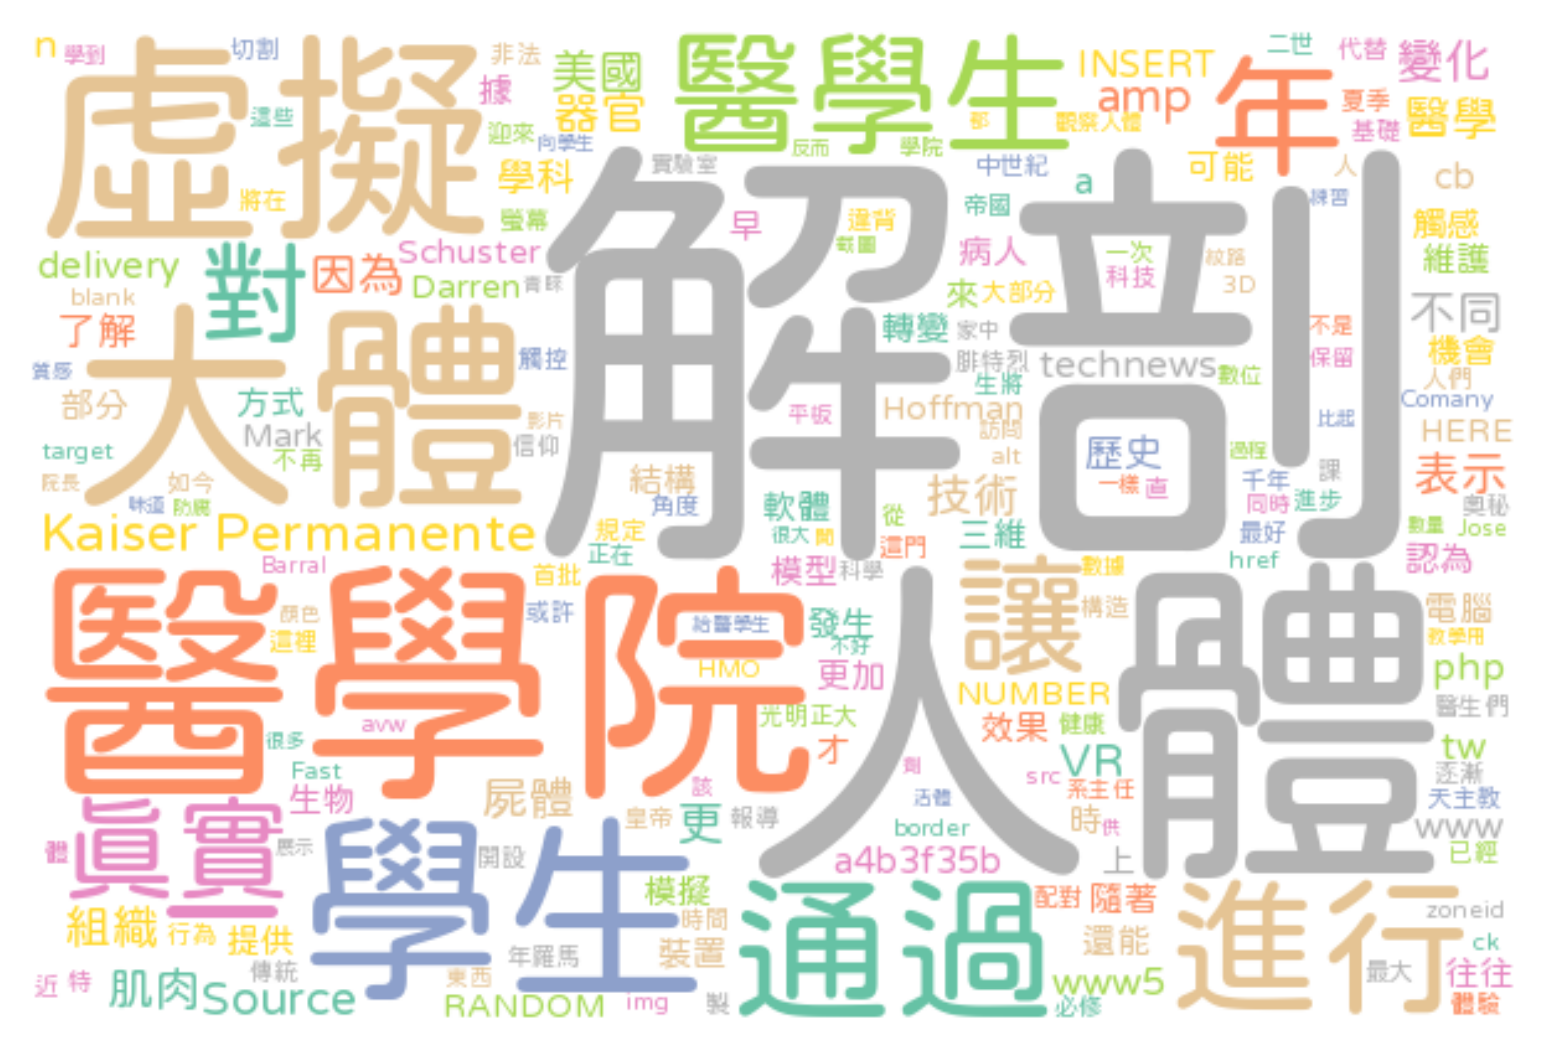 n
學到
切割
非法
美國
醫學生
INSERT
二世
代替
變化
虛擬
據
器官
amp
年
夏季
醫學
這些
迎來
向學生
反而
學院
都
觀察人體
基礎
將在
學科
實驗室
中世紀
可能
人
cb
螢幕
解剖
早
違背
截圖
a
帝國
練習
觸感
delivery
對
因為
Schuster
病人
一次
紋路
維護
blank
Darren
青睞
來
大部分
科技
3D
不同
了解
大體
轉變
家中
不是
機會
質感
觸控
腓特烈
technews
數位
保留
人們
部分
方式
影片
平板
生將
Hoffman
比起
Comany
target
Mark
不再
信仰
訪問
歷史
過程
HERE
院長
如今
結構
alt
一樣
直
千年
課
表示
味道
防腐
角度
軟體
從
技術
同時
進步
奧秘
Kaiser Permanente
規定
很大
間
三維
最好
數量
Jose
Barral
正在
這門
href
認為
醫學院
首批
模型
科學
讓
數據
顏色
或許
給醫學生
發生
人體
構造
電腦
這裡
不好
教學用
HMO
更加
NUMBER
php
avw
光明正大
效果
健康
醫生們
很多
才
VR
tw
Fast
該
劑
src
系主任
逐漸
生物
屍體
活體
天主教
真實
皇帝
更
報導
border
時
供
www
體
展示
學生
開設
a4b3f35b
上
已經
模擬
通過
配對
隨著
進行
組織
行為
提供
時間
zoneid
年羅馬
裝置
還能
ck
近
特
肌肉
傳統
東西
www5
最大
往往
Source
RANDOM
img
製
必修
體驗